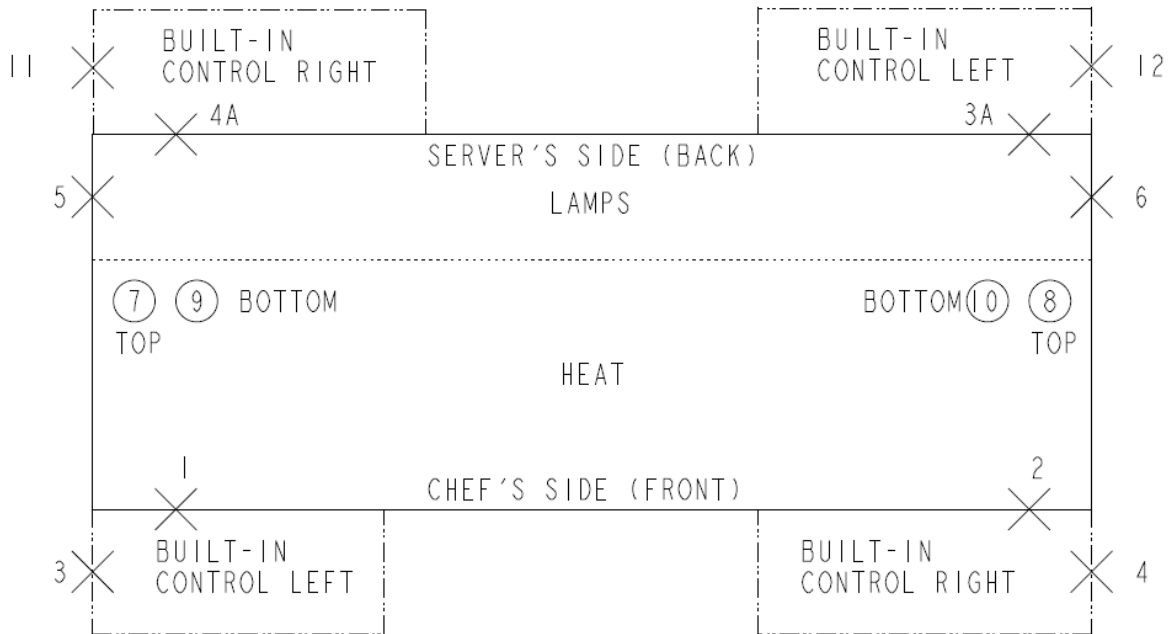 BUILT-IN
CONTROL RIGHT
BUILT-IN
CONTROL LEFT
11
12
4A
3A
SERVER'S SIDE (BACK)
5
LAMPS
6
7
9
BOTTOM
BOTTOM
10
8
TOP
TOP
HEAT
1
2
CHEF'S SIDE (FRONT)
BUILT-IN
CONTROL LEFT
BUILT-IN
CONTROL RIGHT
3
4